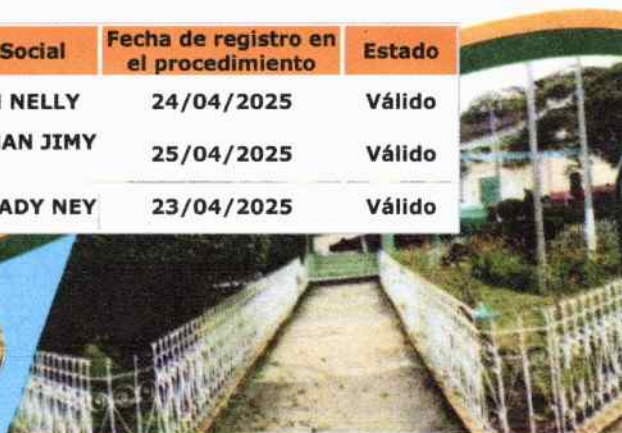 Social Fecha de registro en el procedimiento Estado
NELLY 24/04/2025 Válido
AN JIMY 25/04/2025 Válido
ADY NEY 23/04/2025 Válido